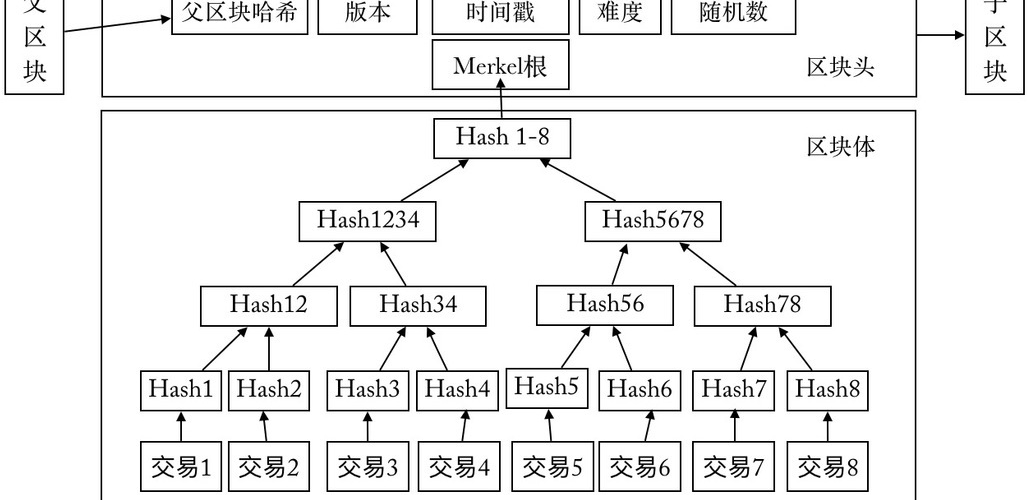 父区块
父区块哈希 版本 时间戳 难度 随机数
子区块
Merkel根
区块头
Hash 1-8
区块体
Hash1234 Hash5678
Hash12 Hash34 Hash56 Hash78
Hash1 Hash2 Hash3 Hash4 Hash5 Hash6 Hash7 Hash8
交易1 交易2 交易3 交易4 交易5 交易6 交易7 交易8